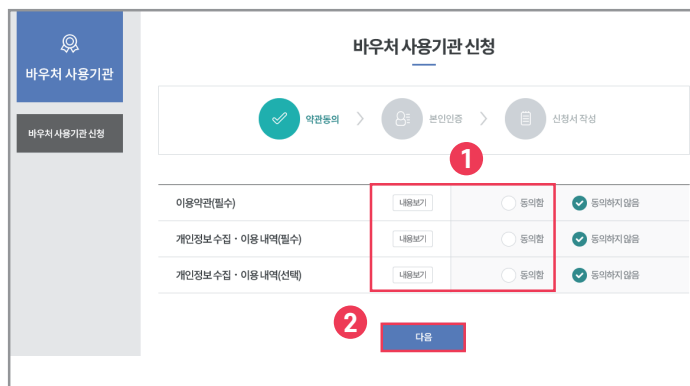 바우처 사용기관
바우처 사용기관 신청
바우처 사용기관 신청
약관동의
본인인증
신청서 작성
1
이용약관(필수) 내용보기 동의함 동의하지 않음
개인정보 수집・이용 내역(필수) 내용보기 동의함 동의하지 않음
개인정보 수집・이용 내역(선택) 내용보기 동의함 동의하지 않음
2
다음